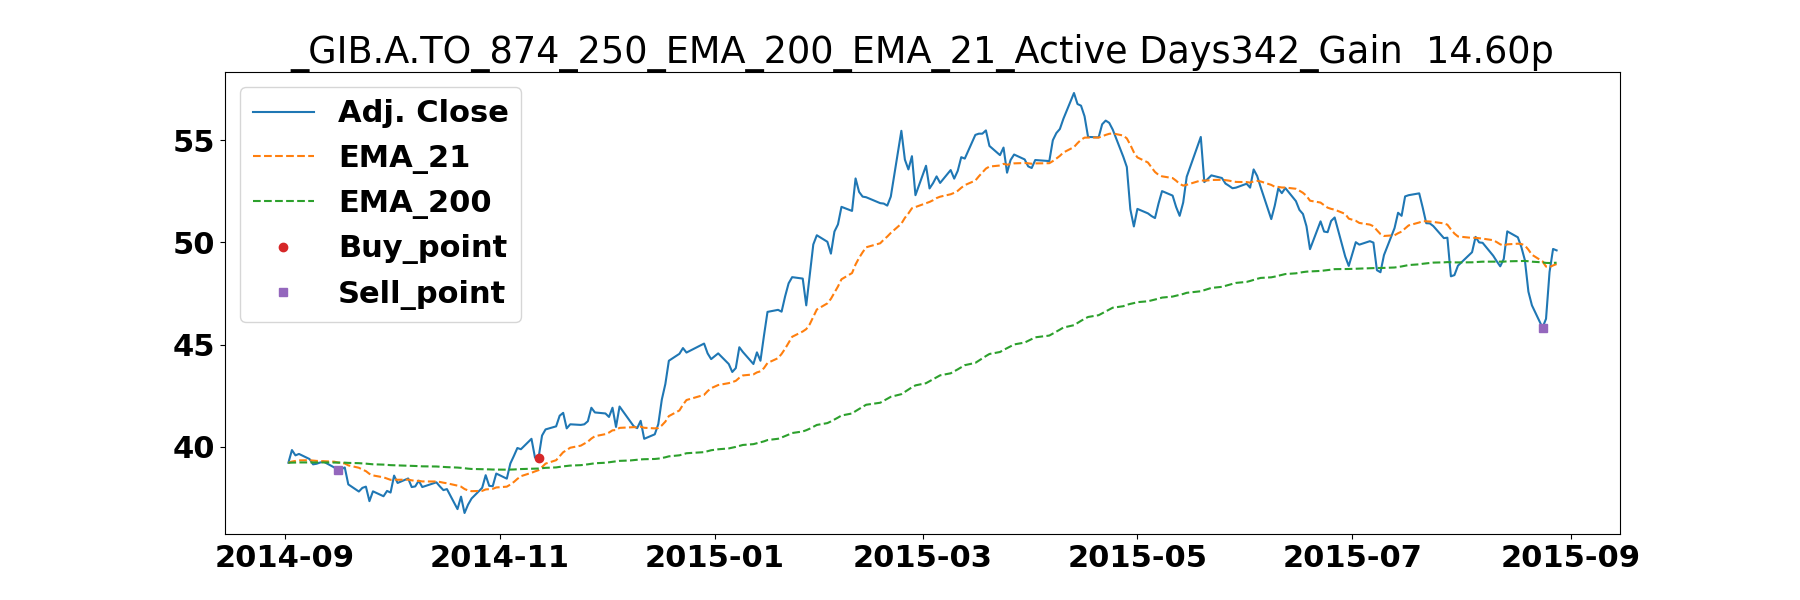 _GIB.A.TO_874_250_EMA_200_EMA_21_Active Days342_Gain  14.60p
Adj. Close
EMA_21
EMA_200
Buy_point
Sell_point
55
50
45
40
2014-09 2014-11 2015-01 2015-03 2015-05 2015-07 2015-09